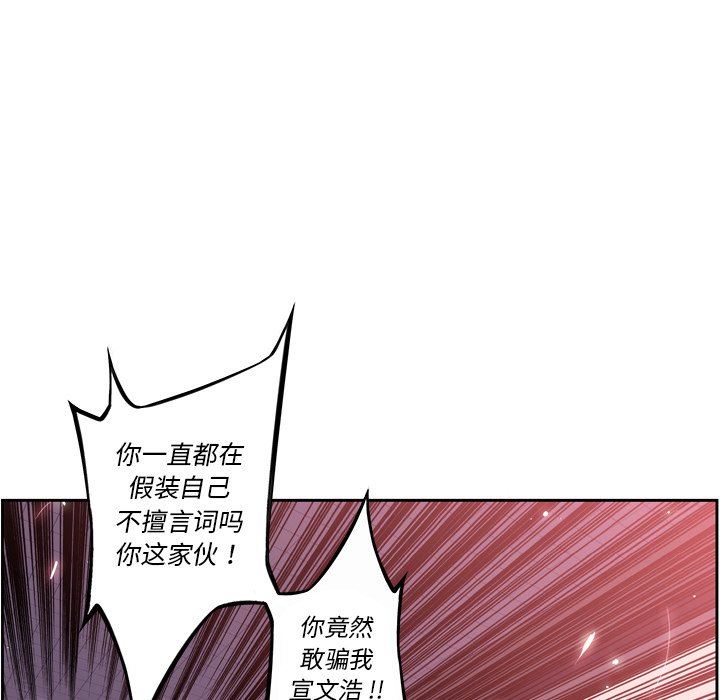 你一直都在
假装自己
不擅言词吗
你这家伙！
你竟然
敢骗我
宣文浩!!